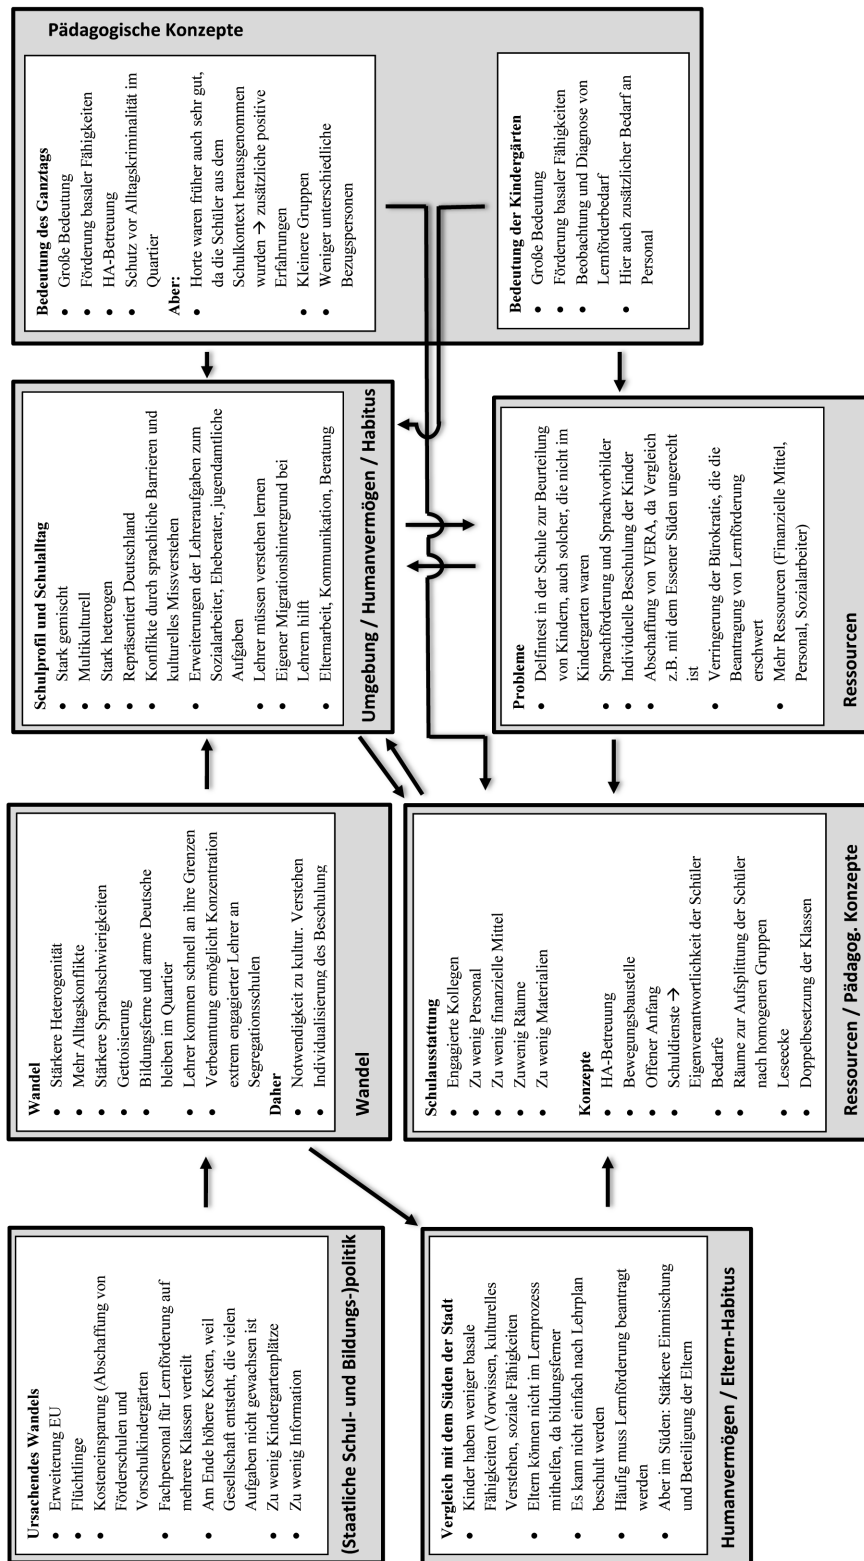 Ursachendes Wandels
• Erweiterung EU
• Flüchtlinge
• Kosteneinsparung (Abschaffung von
Förderschulen und
Vorschulkindergärten
• Fachpersonal für Lernförderung auf
mehrere Klassen verteilt
• Am Ende höhere Kosten, weil
Gesellschaft entsteht, die vielen
Aufgaben nicht gewachsen ist
• Zu wenig Kindergartenplätze
• Zu wenig Information
(Staatliche Schul- und Bildungs-)politik
Wandel
• Stärkere Heterogenität
• Mehr Alltagskonflikte
• Stärkere Sprachschwierigkeiten
• Gettoisierung
• Bildungsferne und arme Deutsche
bleiben im Quartier
• Lehrer kommen schnell an ihre Grenzen
• Verbeamtung ermöglicht Konzentration
extrem engagierter Lehrer an
Segregationsschulen
Daher
• Notwendigkeit zu kultur. Verstehen
• Individualisierung des Beschulung
Wandel
Schulprofil und Schulalltag
• Stark gemischt
• Multikulturell
• Stark heterogen
• Repräsentiert Deutschland
• Konflikte durch sprachliche Barrieren und
kulturelles Missverstehen
• Erweiterungen der Lehreraufgaben zum
Sozialarbeiter, Eheberater, jugendamtliche
Aufgaben
• Lehrer müssen verstehen lernen
• Eigener Migrationshintergrund bei
Lehrern hilft
• Elternarbeit, Kommunikation, Beratung
Umgebung / Humanvermögen / Habitus
Pädagogische Konzepte
Bedeutung des Ganztags
• Große Bedeutung
• Förderung basaler Fähigkeiten
• HA-Betreuung
• Schutz vor Alltagskriminalität im
Quartier
Aber:
• Horte waren früher auch sehr gut,
da die Schüler aus dem
Schulkontext herausgenommen
wurden → zusätzliche positive
Erfahrungen
• Kleinere Gruppen
• Weniger unterschiedliche
Bezugspersonen
Bedeutung der Kindergärten
• Große Bedeutung
• Förderung basaler Fähigkeiten
• Beobachtung und Diagnose von
Lernförderbedarf
• Hier auch zusätzlicher Bedarf an
Personal
Vergleich mit dem Süden der Stadt
• Kinder haben weniger basale
Fähigkeiten (Vorwissen, kulturelles
Verstehen, soziale Fähigkeiten
• Eltern können nicht im Lernprozess
mithelfen, da bildungsferner
• Es kann nicht einfach nach Lehrplan
beschult werden
• Häufig muss Lernförderung beantragt
werden
• Aber im Süden: Stärkere Einmischung
und Beteiligung der Eltern
Humanvermögen / Eltern-Habitus
Schulausstattung
• Engagierte Kollegen
• Zu wenig Personal
• Zu wenig finanzielle Mittel
• Zuwenig Räume
• Zu wenig Materialien
Konzepte
• HA-Betreuung
• Bewegungsbaustelle
• Offener Anfang
• Schuldienste →
Eigenverantwortlichkeit der Schüler
• Bedarfe
• Räume zur Aufsplittung der Schüler
nach homogenen Gruppen
• Leseecke
• Doppelbesetzung der Klassen
Ressourcen / Pädagog. Konzepte
Probleme
• Delfintest in der Schule zur Beurteilung
von Kindern, auch solcher, die nicht im
Kindergarten waren
• Sprachförderung und Sprachvorbilder
• Individuelle Beschulung der Kinder
• Abschaffung von VERA, da Vergleich
z.B. mit dem Essener Süden ungerecht
ist
• Verringerung der Bürokratie, die die
Beantragung von Lernförderung
erschwert
• Mehr Ressourcen (Finanzielle Mittel,
Personal, Sozialarbeiter)
Ressourcen